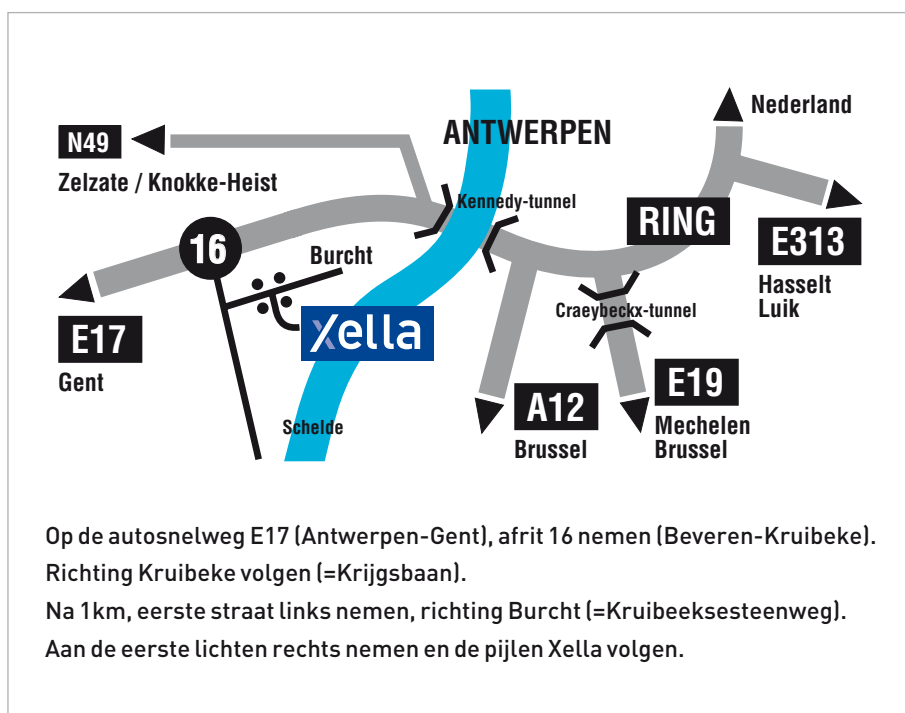 Nederland
ANTWERPEN
N49
Zelzate / Knokke-Heist
Kennedy-tunnel
RING
16
E313
Burcht
Hasselt
Luik
Craeybeckx-tunnel
Xella
E17
Gent
E19
A12
Mechelen
Brussel
Schelde
Brussel
Op de autosnelweg E17 (Antwerpen-Gent), afrit 16 nemen (Beveren-Kruibeke).
Richting Kruibeke volgen (=Krijgsbaan).
Na 1km, eerste straat links nemen, richting Burcht (=Kruibeeksesteenweg).
Aan de eerste lichten rechts nemen en de pijlen Xella volgen.